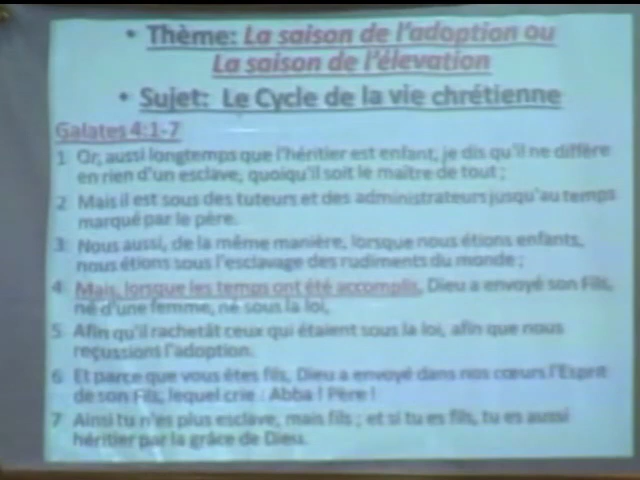 • Thème: La saison de l'adoption ou
La saison de l'élevation
• Sujet: Le Cycle de la vie chrétienne
Galates 4:1-7
1 Or, aussi longtemps que l'héritier est enfant, je dis qu'il ne diffère
en rien d'un esclave, quoiqu'il soit le maître de tout ;
2 Mais il est sous des tuteurs et des administrateurs jusqu'au temps
marqué par le père.
3 Nous aussi, de la même manière, lorsque nous étions enfants,
nous étions sous l'esclavage des rudiments du monde ;
4 Mais, lorsque les temps ont été accomplis, Dieu a envoyé son Fils,
né d'une femme, né sous la loi,
5 Afin qu'il rachetât ceux qui étaient sous la loi, afin que nous
reçussions l'adoption.
6 Et parce que vous êtes fils, Dieu a envoyé dans nos cœurs l'Esprit
de son Fils, lequel crie : Abba ! Père !
7 Ainsi tu n'es plus esclave, mais fils ; et si tu es fils, tu es aussi
héritier par la grâce de Dieu.